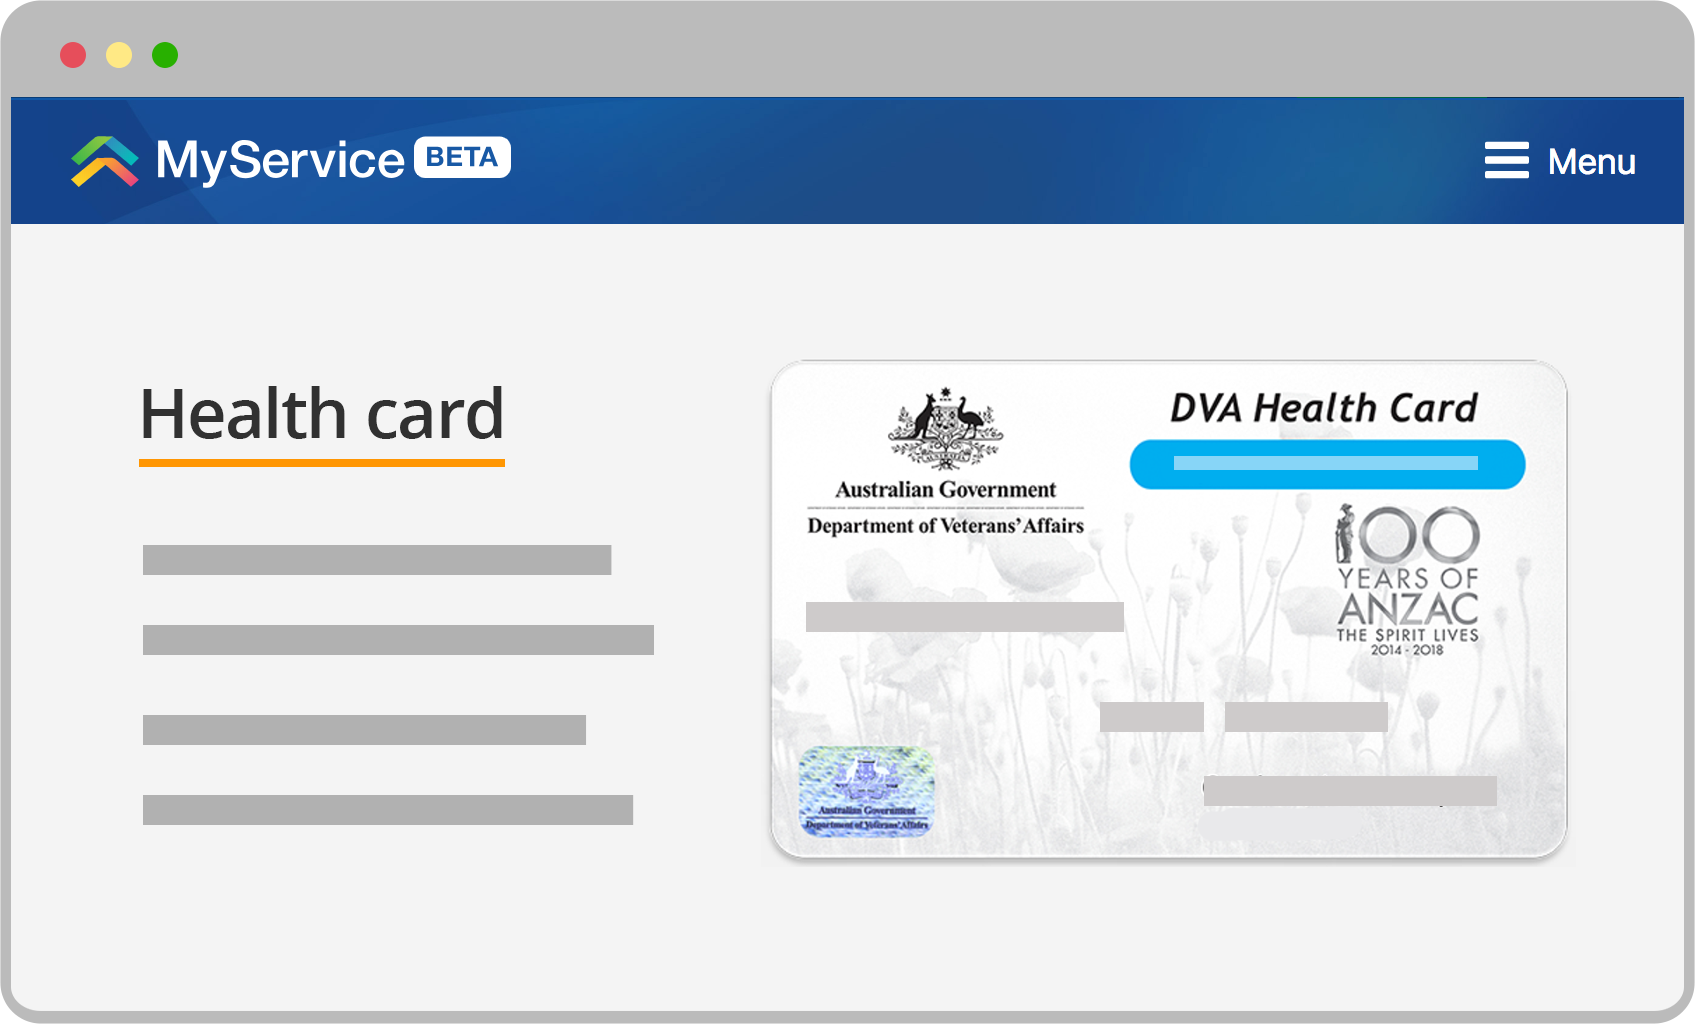 MyService BETA
Menu
Health card
Australian Government
Department of Veterans' Affairs
DVA Health Card
100
YEARS OF
ANZAC
THE SPIRIT LIVES
2014 - 2018
Australian Government
Department of Veterans' Affairs